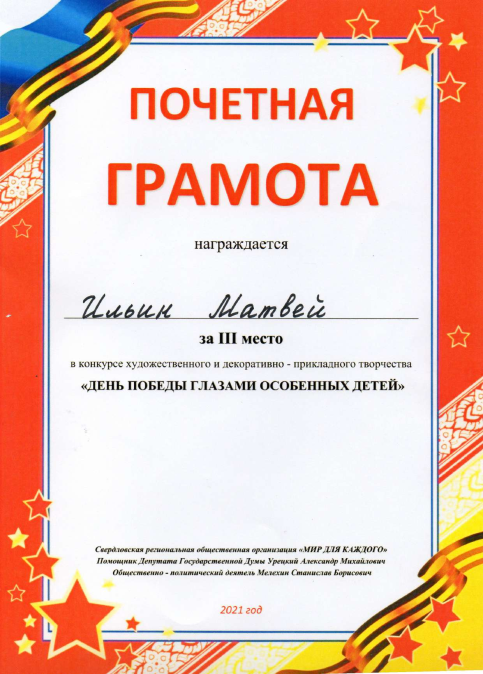 ПОЧЕТНАЯ
ГРАМОТА
награждается
Ильин Матвей
за III место
в конкурсе художественного и декоративно - прикладного творчества
«ДЕНЬ ПОБЕДЫ ГЛАЗАМИ ОСОБЕННЫХ ДЕТЕЙ»
Свердловская региональная общественная организация «МИР ДЛЯ КАЖДОГО»
Помощник Депутата Государственной Думы Урецкий Александр Михайлович
Общественно - политический деятель Мелехин Станислав Борисович
2021 год